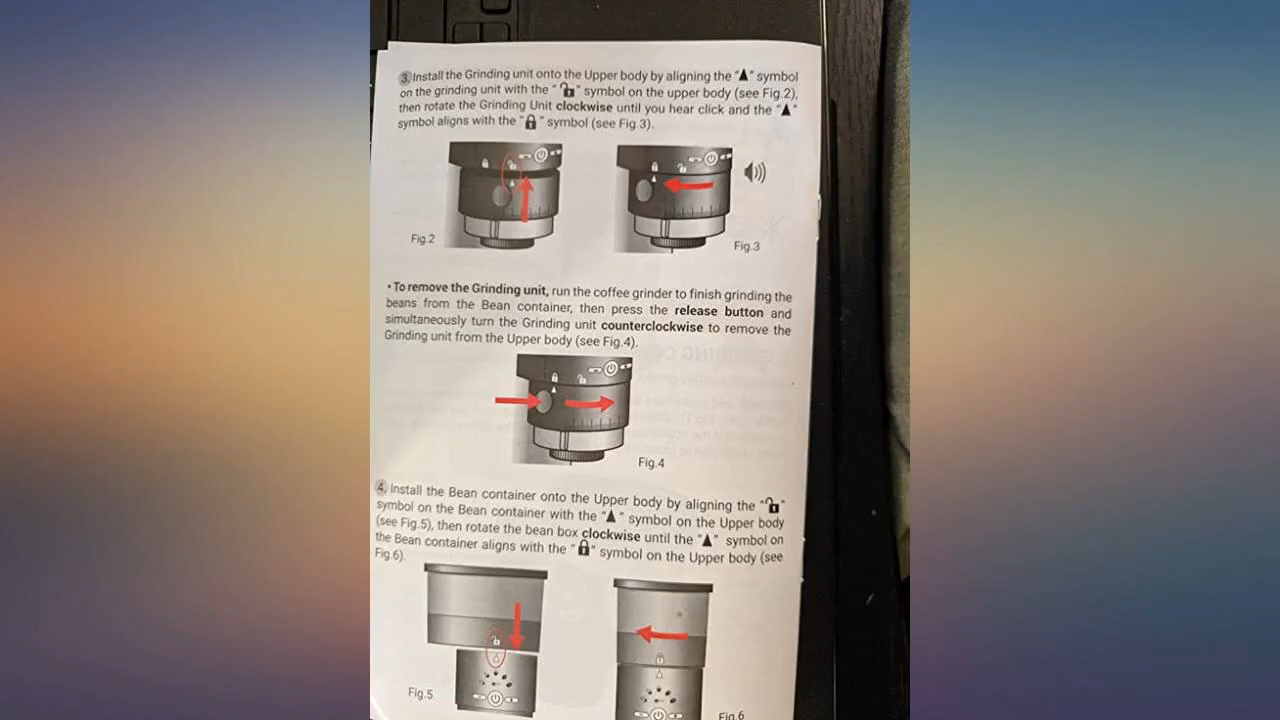 3. Install the Grinding unit onto the Upper body by aligning the "▲" symbol
on the grinding unit with the "🔓" symbol on the upper body (see Fig.2),
then rotate the Grinding Unit clockwise until you hear click and the "▲"
symbol aligns with the "🔒" symbol (see Fig.3).
Fig.2
Fig.3
• To remove the Grinding unit, run the coffee grinder to finish grinding the
beans from the Bean container, then press the release button and
simultaneously turn the Grinding unit counterclockwise to remove the
Grinding unit from the Upper body (see Fig.4).
Fig.4
4. Install the Bean container onto the Upper body by aligning the "🔓"
symbol on the Bean container with the "▲" symbol on the Upper body
(see Fig.5), then rotate the bean box clockwise until the "▲" symbol on
the Bean container aligns with the "🔒" symbol on the Upper body (see
Fig.6).
Fig.5
Fig.6